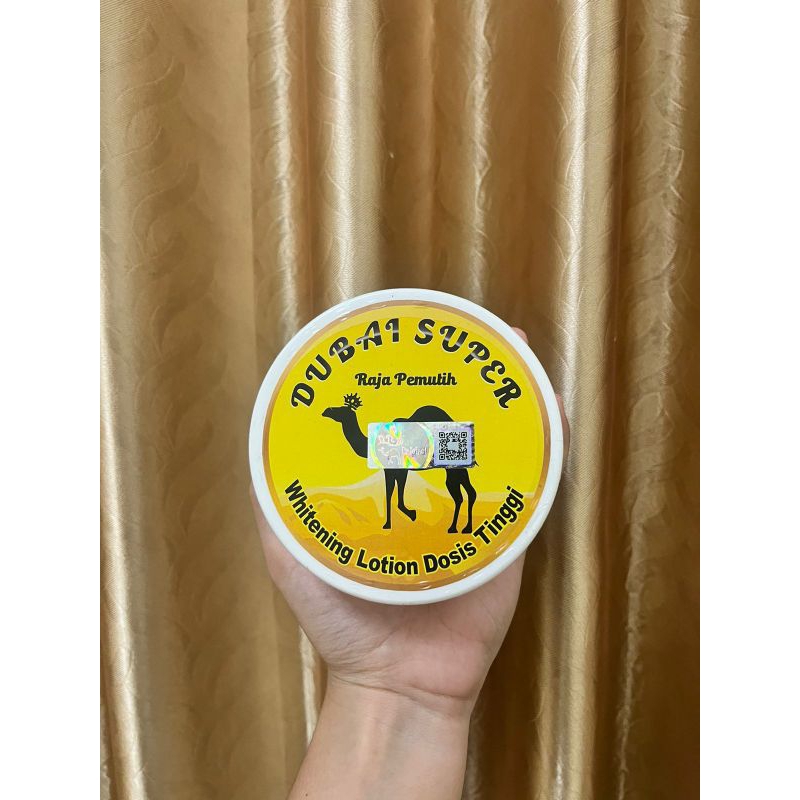 DUBAI SUPER
Raja Pemutih
Whitening Lotion Dosis Tinggi